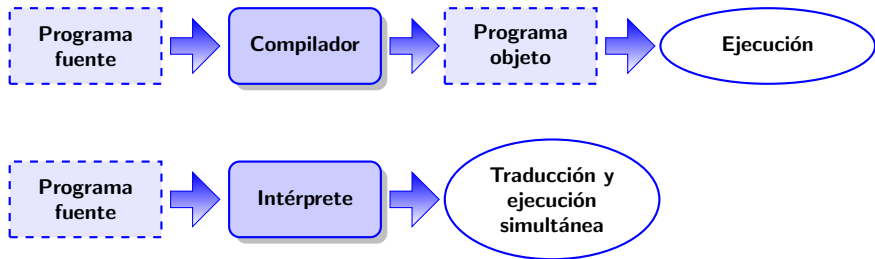 Programa
fuente
Compilador
Programa
objeto
Ejecución
Programa
fuente
Intérprete
Traducción y
ejecución
simultánea